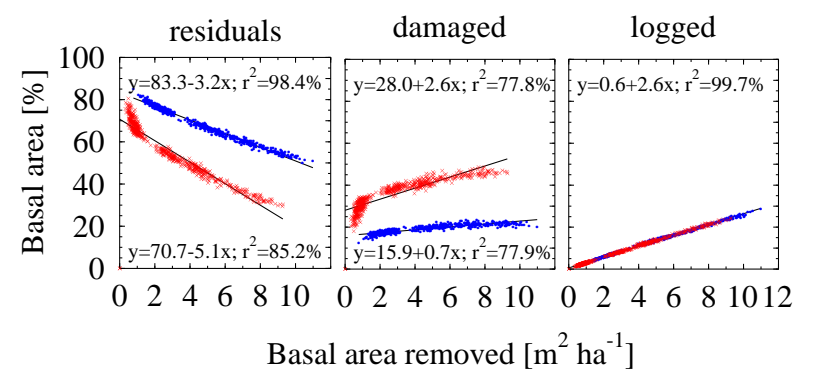 residuals damaged logged
Basal area [%]
100
80
60
40
20
0
y=83.3-3.2x; r²=98.4%
y=70.7-5.1x; r²=85.2%
y=28.0+2.6x; r²=77.8%
y=15.9+0.7x; r²=77.9%
y=0.6+2.6x; r²=99.7%
0 2 4 6 8 10 0 2 4 6 8 10 0 2 4 6 8 10 12
Basal area removed [m² ha⁻¹]